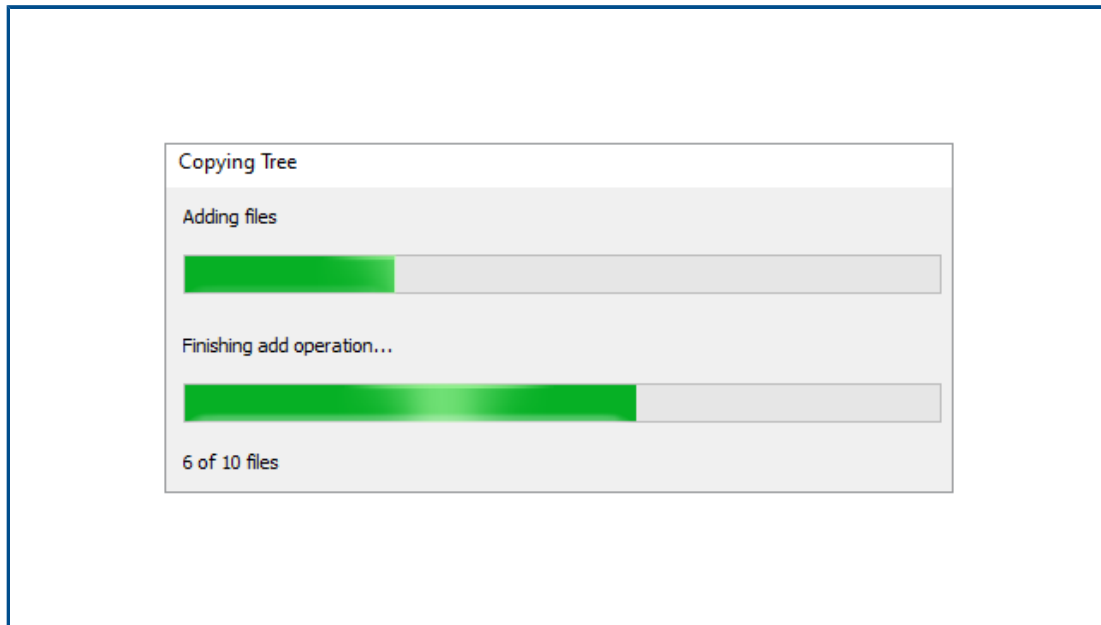 Copying Tree
Adding files
Finishing add operation...
6 of 10 files